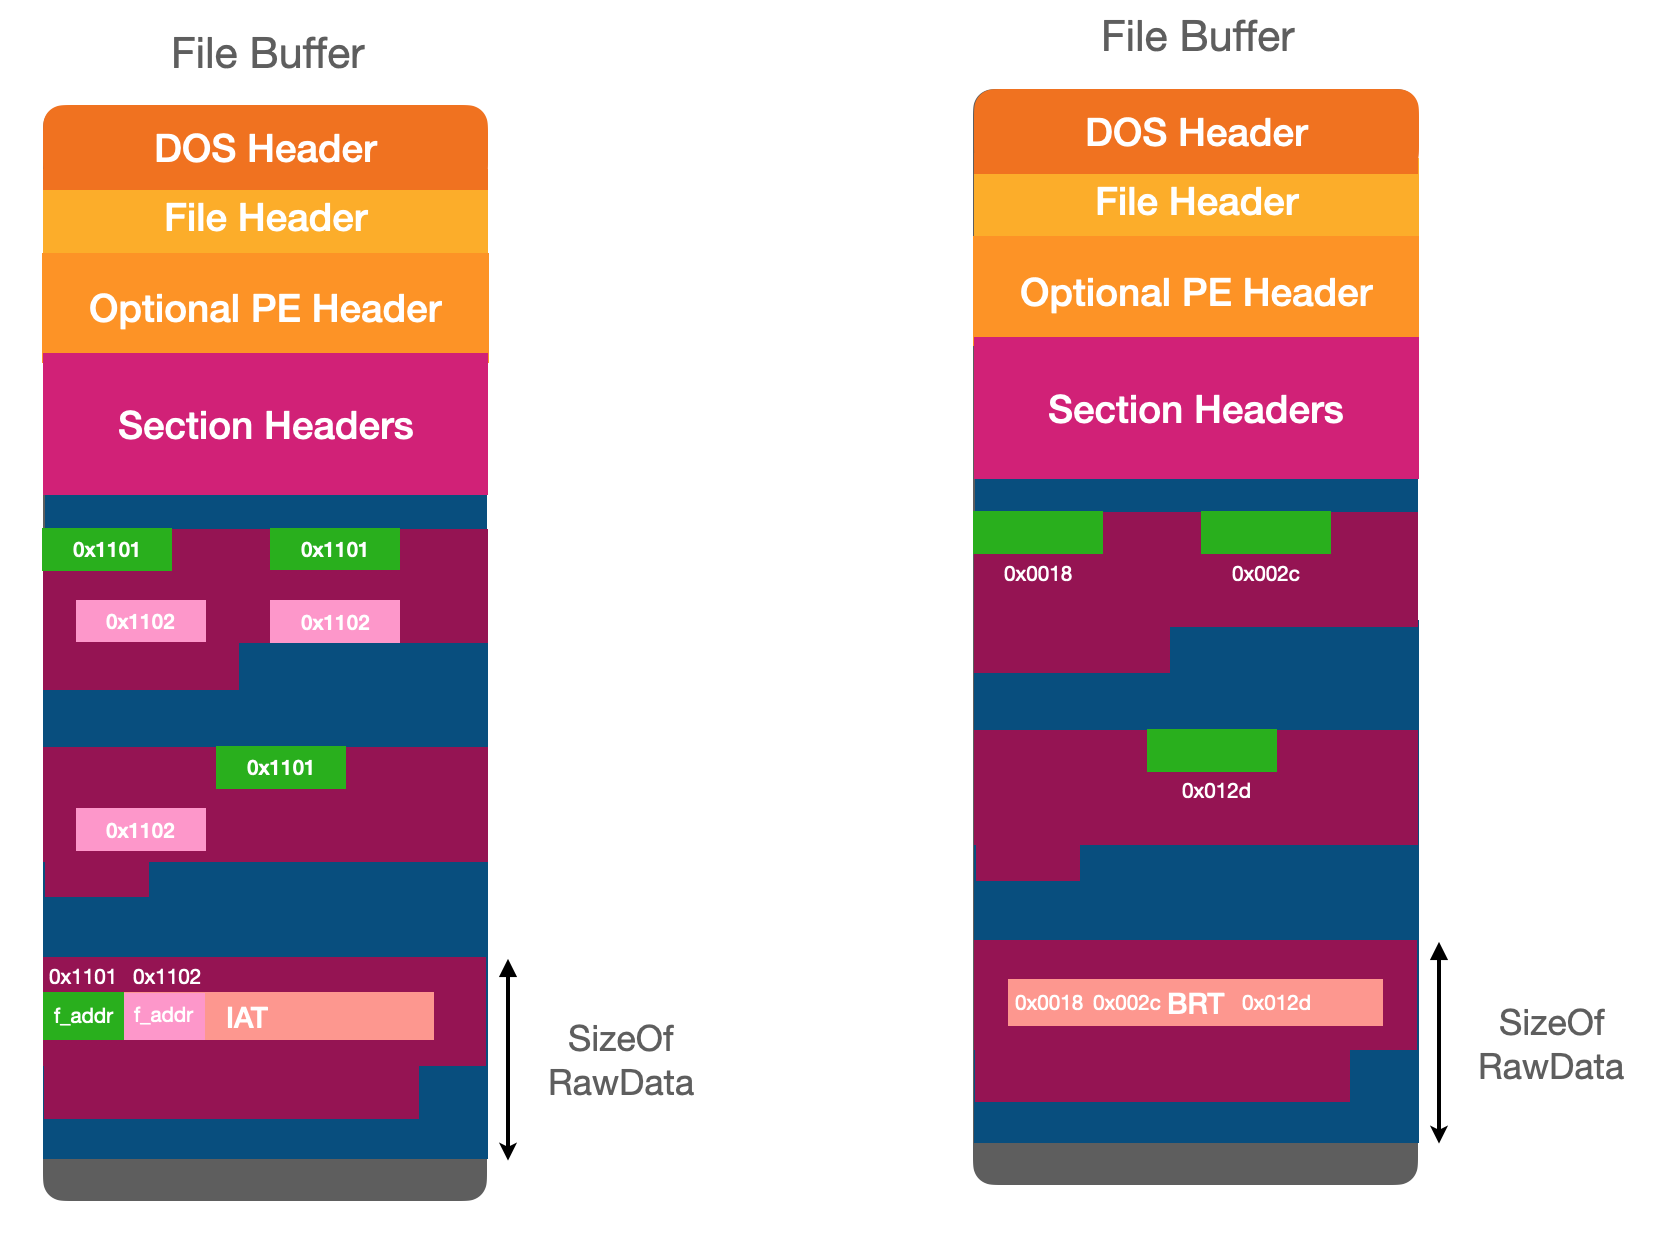 File Buffer
DOS Header
File Header
Optional PE Header
Section Headers
0x1101 0x1101
0x1102 0x1102
0x1101
0x1102
0x1101 0x1102
f_addr f_addr IAT
SizeOf
RawData
File Buffer
DOS Header
File Header
Optional PE Header
Section Headers
0x0018 0x002c
0x012d
0x0018 0x002c BRT 0x012d
SizeOf
RawData